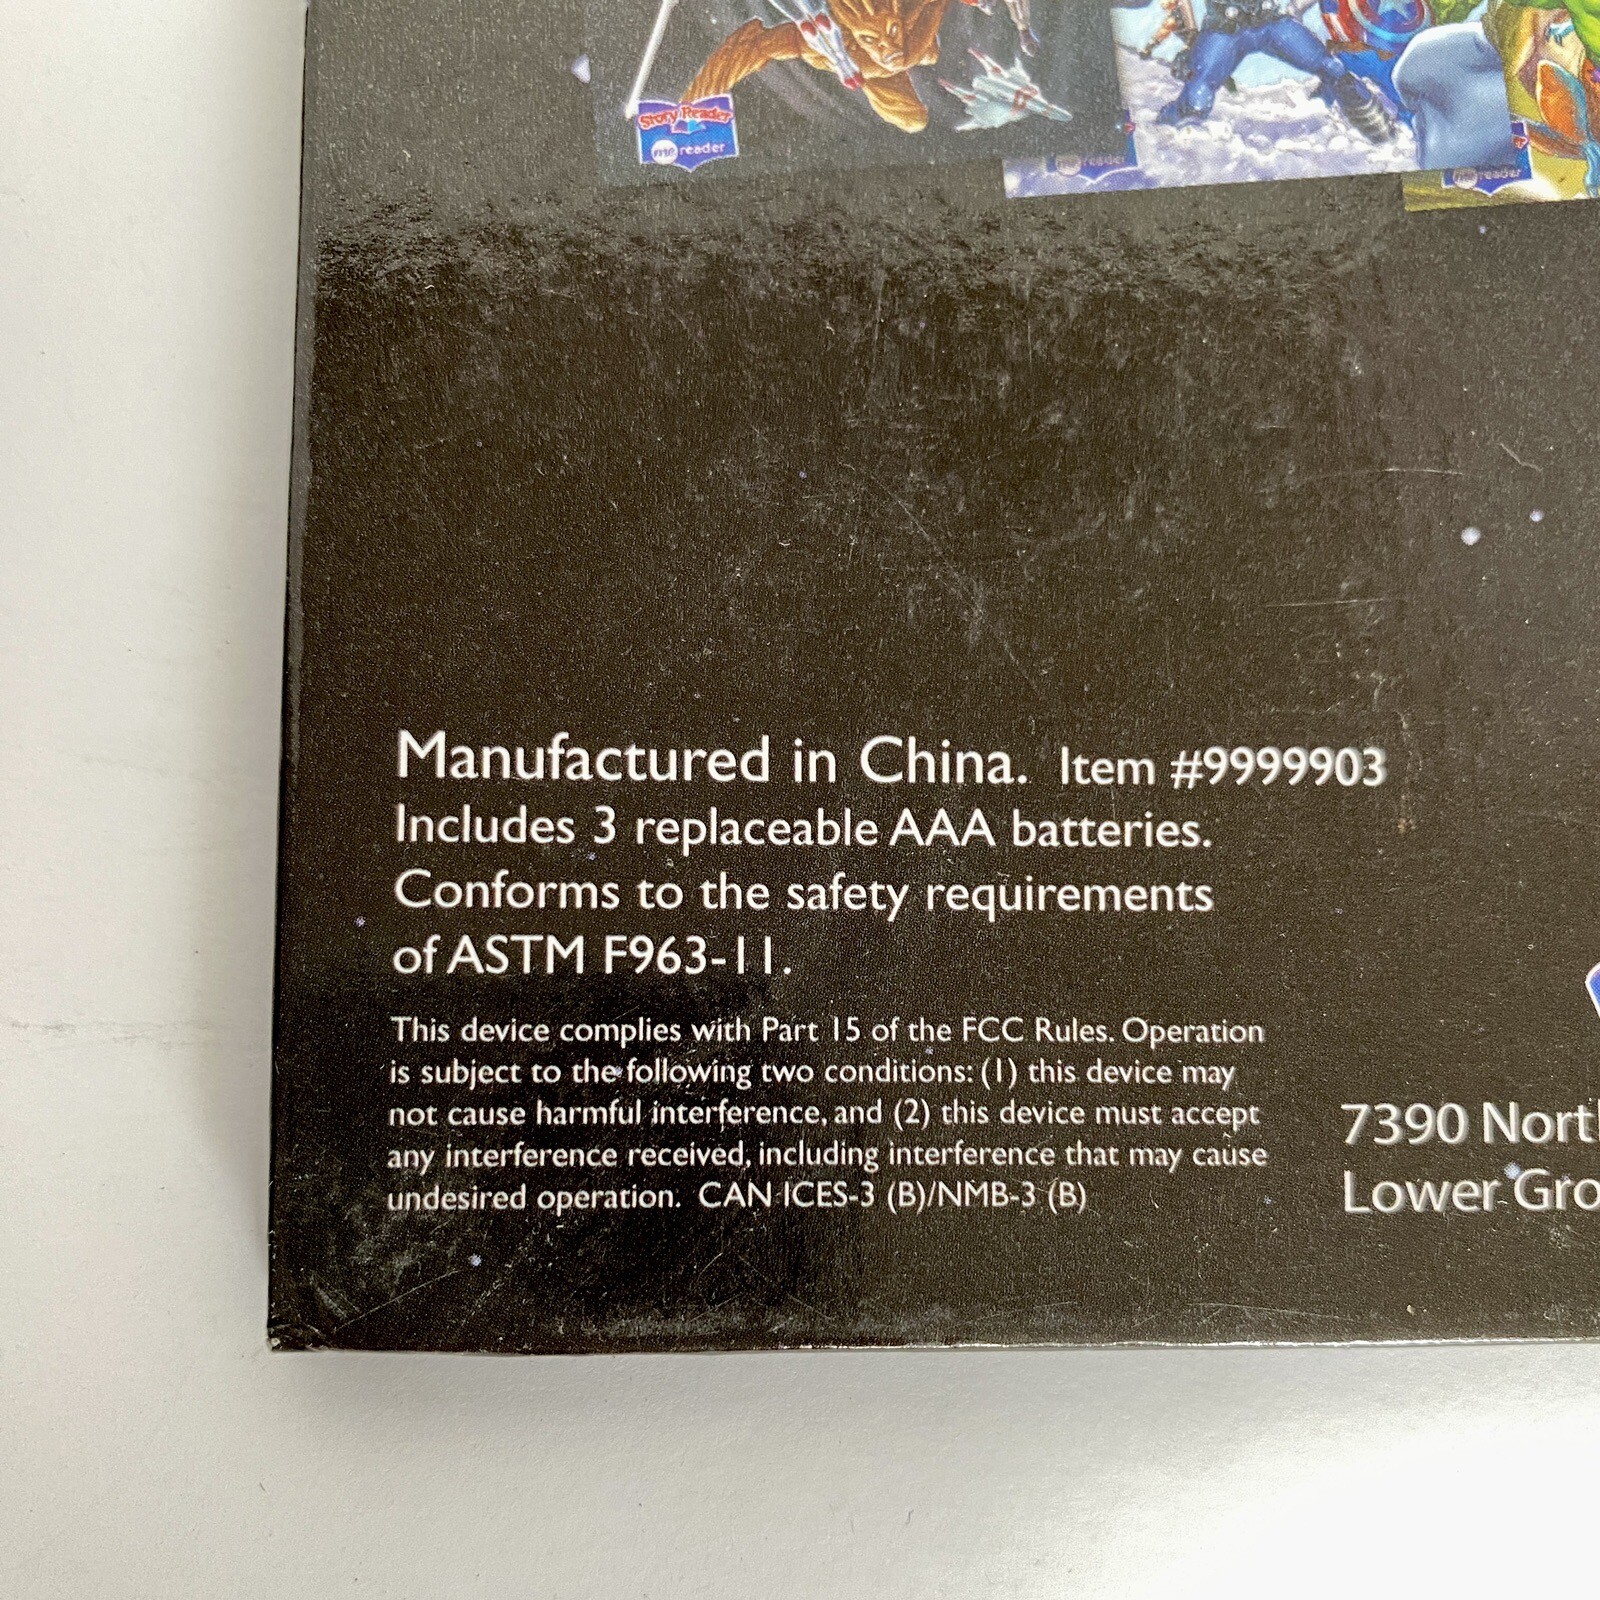 Story Reader
me reader
me reader
me reader
Manufactured in China. Item #9999903
Includes 3 replaceable AAA batteries.
Conforms to the safety requirements
of ASTM F963-11.
This device complies with Part 15 of the FCC Rules. Operation
is subject to the following two conditions: (1) this device may
not cause harmful interference, and (2) this device must accept
any interference received, including interference that may cause
undesired operation. CAN ICES-3 (B)/NMB-3 (B)
7390 Nort
Lower Gro